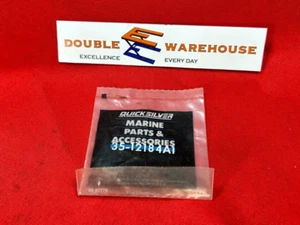 DOUBLE WAREHOUSE
EXCELLENCE EVERY DAY
QUICKSILVER
MARINE
PARTS &
ACCESSORIES
35-12184A1